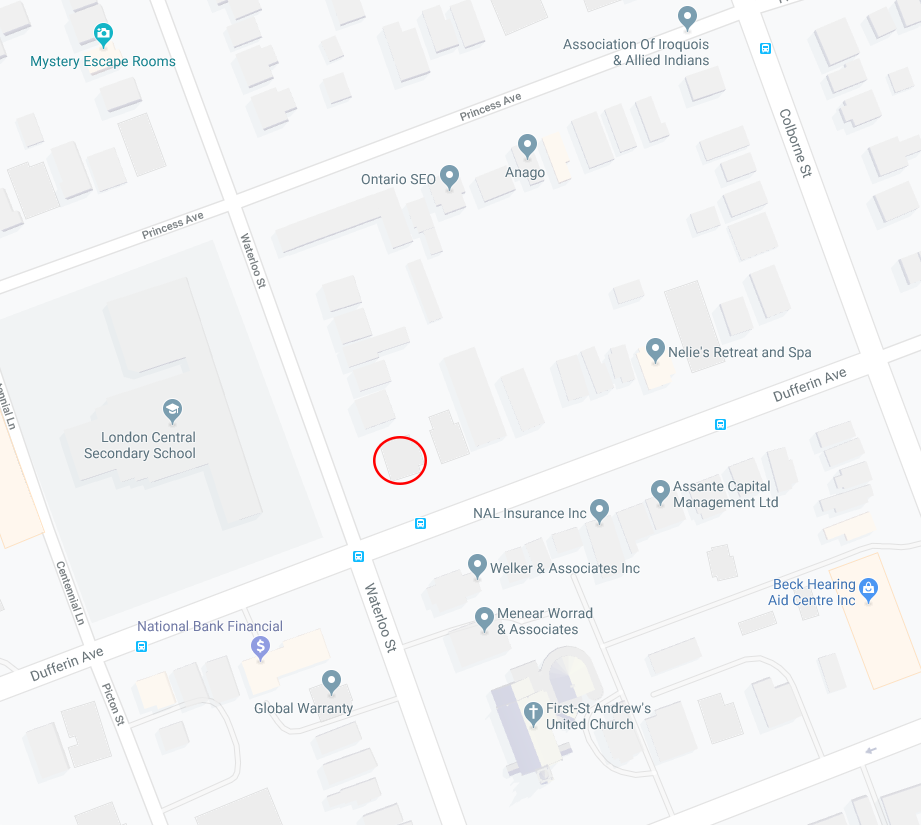 Mystery Escape Rooms
Association Of Iroquois
& Allied Indians
Princess Ave
Colborne St
Anago
Ontario SEO
Princess Ave
Waterloo St
Nelie's Retreat and Spa
Dufferin Ave
London Central
Secondary School
Assante Capital
Management Ltd
NAL Insurance Inc
Welker & Associates Inc
Centennial Ln
Beck Hearing
Aid Centre Inc
Waterloo St
Menear Worrad
& Associates
National Bank Financial
$
Dufferin Ave
Picton St
Global Warranty
First-St Andrew's
United Church